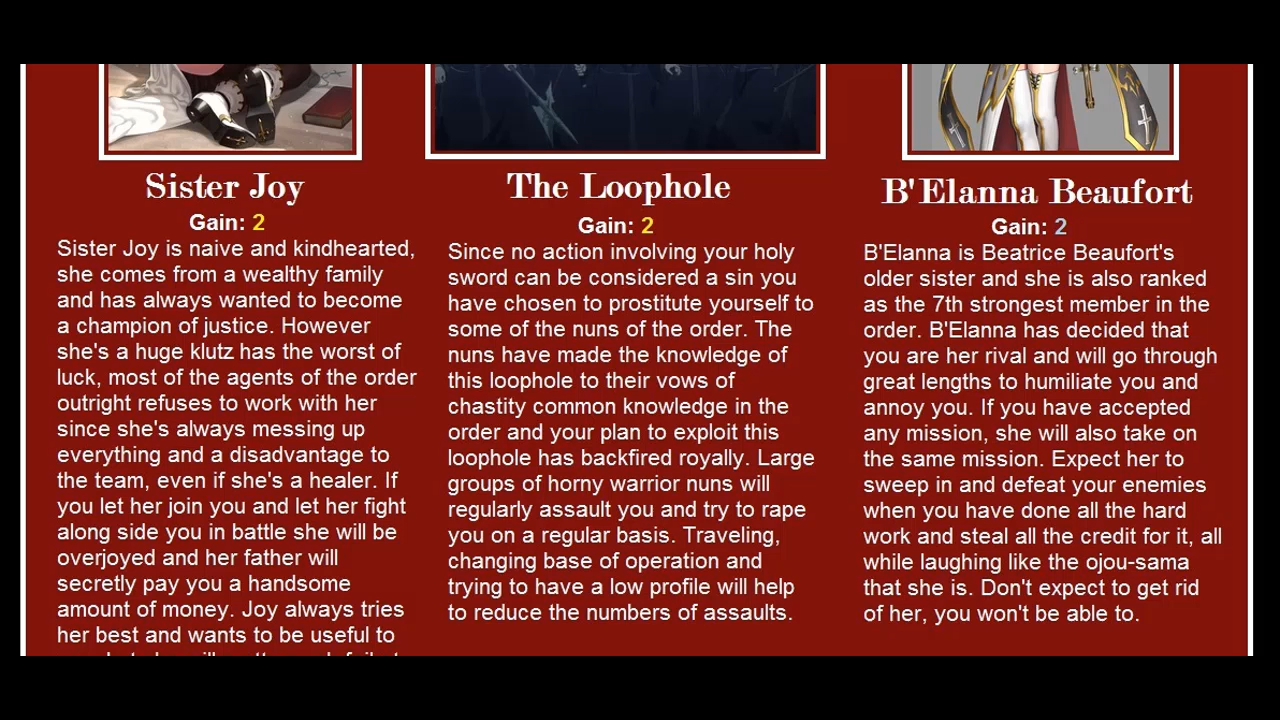 Sister Joy
Gain: 2
Sister Joy is naive and kindhearted,
she comes from a wealthy family
and has always wanted to become
a champion of justice. However
she's a huge klutz has the worst of
luck, most of the agents of the order
outright refuses to work with her
since she's always messing up
everything and a disadvantage to
the team, even if she's a healer. If
you let her join you and let her fight
along side you in battle she will be
overjoyed and her father will
secretly pay you a handsome
amount of money. Joy always tries
her best and wants to be useful to
The Loophole
Gain: 2
Since no action involving your holy
sword can be considered a sin you
have chosen to prostitute yourself to
some of the nuns of the order. The
nuns have made the knowledge of
this loophole to their vows of
chastity common knowledge in the
order and your plan to exploit this
loophole has backfired royally. Large
groups of horny warrior nuns will
regularly assault you and try to rape
you on a regular basis. Traveling,
changing base of operation and
trying to have a low profile will help
to reduce the numbers of assaults.
B'Elanna Beaufort
Gain: 2
B'Elanna is Beatrice Beaufort's
older sister and she is also ranked
as the 7th strongest member in the
order. B'Elanna has decided that
you are her rival and will go through
great lengths to humiliate you and
annoy you. If you have accepted
any mission, she will also take on
the same mission. Expect her to
sweep in and defeat your enemies
when you have done all the hard
work and steal all the credit for it, all
while laughing like the ojou-sama
that she is. Don't expect to get rid
of her, you won't be able to.